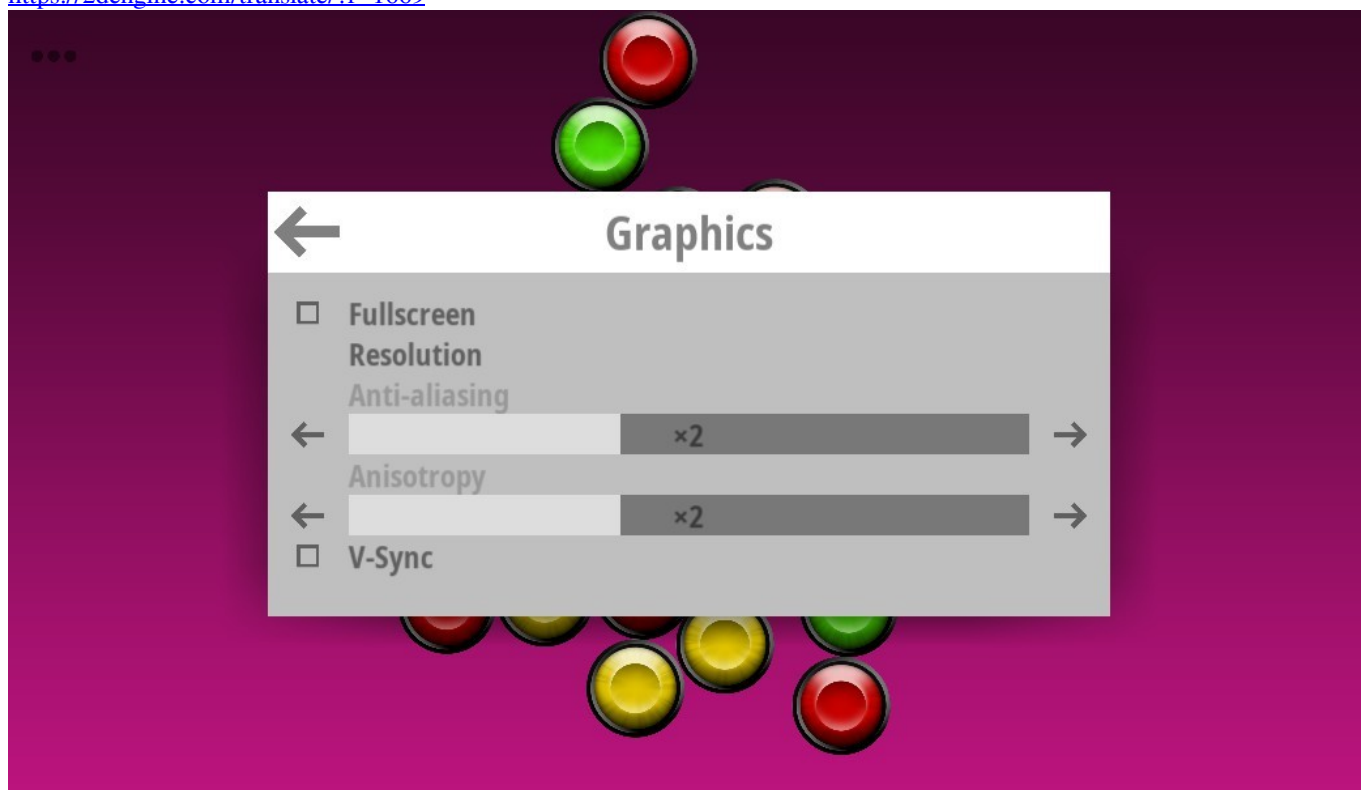 Graphics
Fullscreen
Resolution
Anti-aliasing
×2
Anisotropy
×2
V-Sync